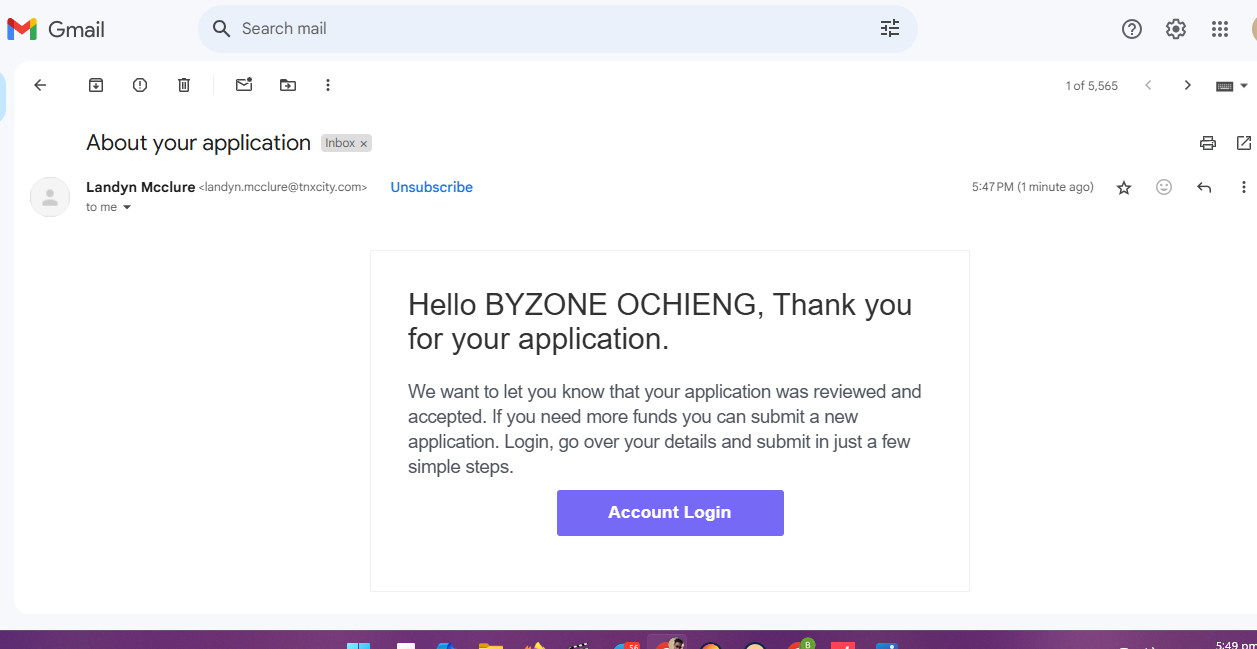 Gmail
Search mail
1 of 5,565
About your application
Inbox ×
Landyn Mcclure <landyn.mcclure@tnxcity.com> Unsubscribe
5:47 PM (1 minute ago)
to me
Hello BYZONE OCHIENG, Thank you
for your application.
We want to let you know that your application was reviewed and
accepted. If you need more funds you can submit a new
application. Login, go over your details and submit in just a few
simple steps.
Account Login
56
B
5:49 pm